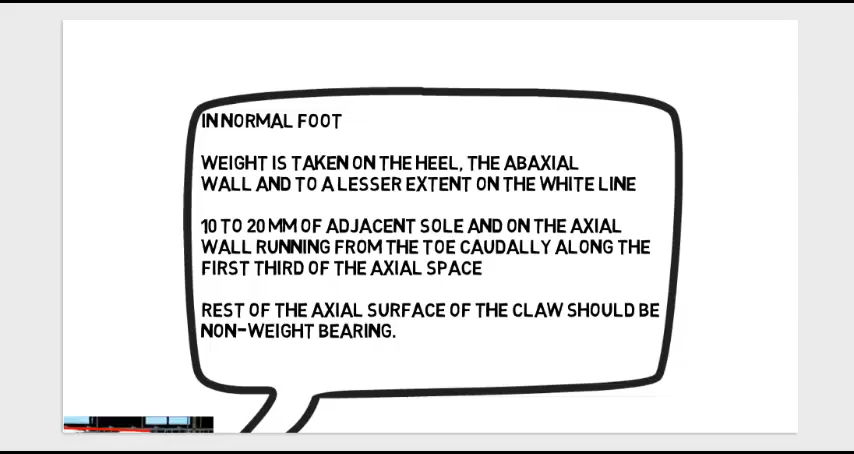 IN NORMAL FOOT
WEIGHT IS TAKEN ON THE HEEL, THE ABAXIAL
WALL AND TO A LESSER EXTENT ON THE WHITE LINE
10 TO 20 MM OF ADJACENT SOLE AND ON THE AXIAL
WALL RUNNING FROM THE TOE CAUDALLY ALONG THE
FIRST THIRD OF THE AXIAL SPACE
REST OF THE AXIAL SURFACE OF THE CLAW SHOULD BE
NON-WEIGHT BEARING.